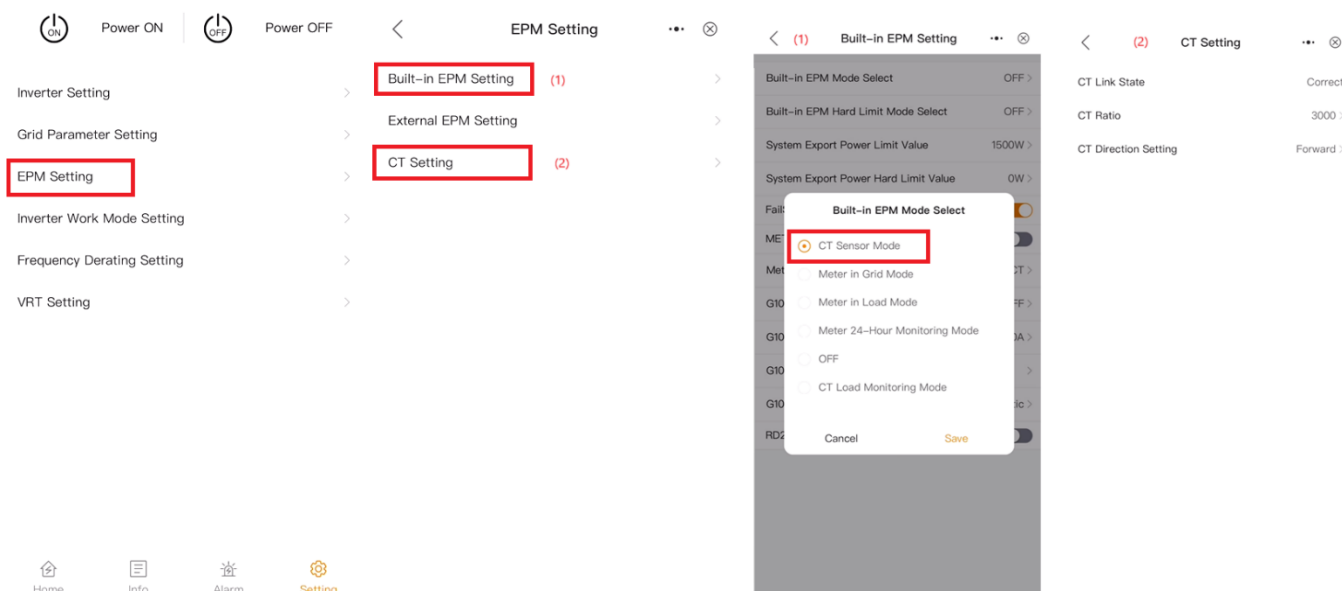 ON Power ON OFF Power OFF
Inverter Setting
Grid Parameter Setting
EPM Setting
Inverter Work Mode Setting
Frequency Derating Setting
VRT Setting
Home Info Alarm Setting
EPM Setting
Built-in EPM Setting (1)
External EPM Setting
CT Setting (2)
(1) Built-in EPM Setting
Built-in EPM Mode Select OFF
Built-in EPM Hard Limit Mode Select OFF
System Export Power Limit Value 1500W
System Export Power Hard Limit Value 0W
Built-in EPM Mode Select
CT Sensor Mode
Meter in Grid Mode
Meter in Load Mode
Meter 24-Hour Monitoring Mode
OFF
CT Load Monitoring Mode
Cancel Save
(2) CT Setting
CT Link State Correct
CT Ratio 3000
CT Direction Setting Forward